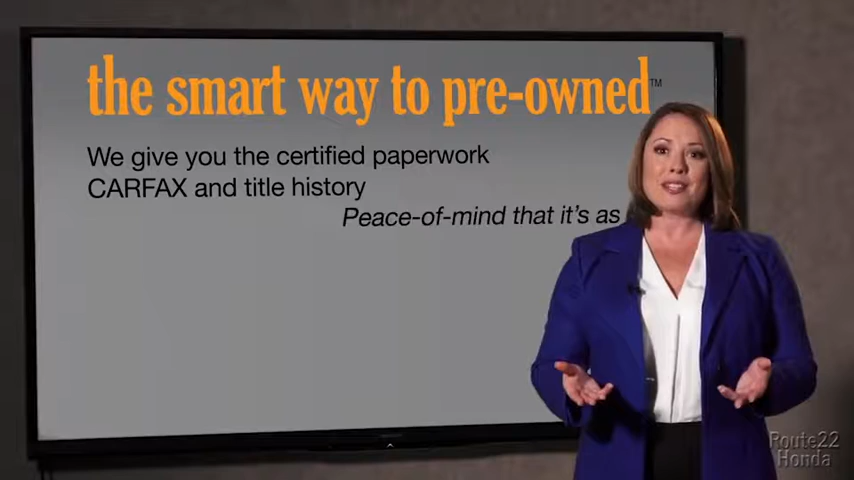 the smart way to pre-owned™
We give you the certified paperwork
CARFAX and title history
Peace-of-mind that it's as
Route22
Honda